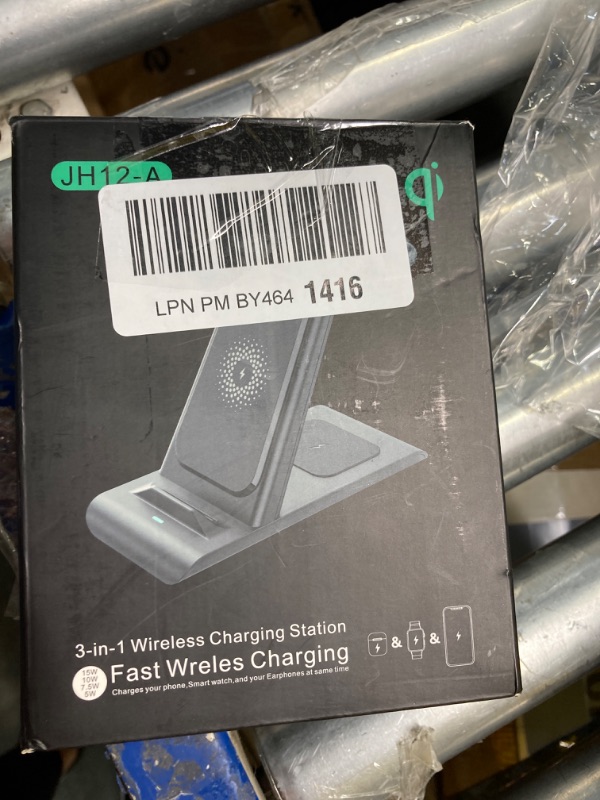 JH12-A
qi
LPN PM BY464 1416
3-in-1 Wireless Charging Station
15W
10W
7.5W
5W
Fast Wreles Charging
Charges your phone,Smart watch,and your Earphones at same time
& &